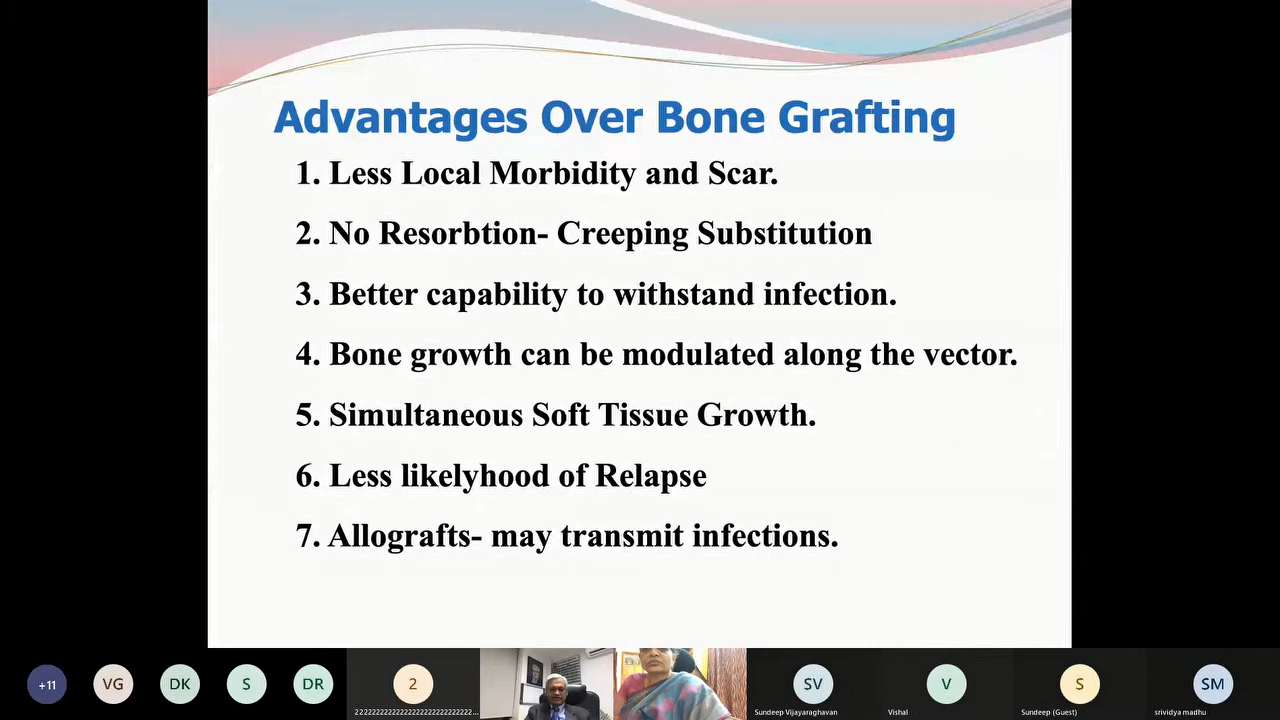 Advantages Over Bone Grafting
1. Less Local Morbidity and Scar.
2. No Resorbtion- Creeping Substitution
3. Better capability to withstand infection.
4. Bone growth can be modulated along the vector.
5. Simultaneous Soft Tissue Growth.
6. Less likelyhood of Relapse
7. Allografts- may transmit infections.
+11
VG
DK
S
DR
2
SV
V
S
SM
Sundeep Vijayaraghavan
Vishal
Sundeep (Guest)
srividya madhu